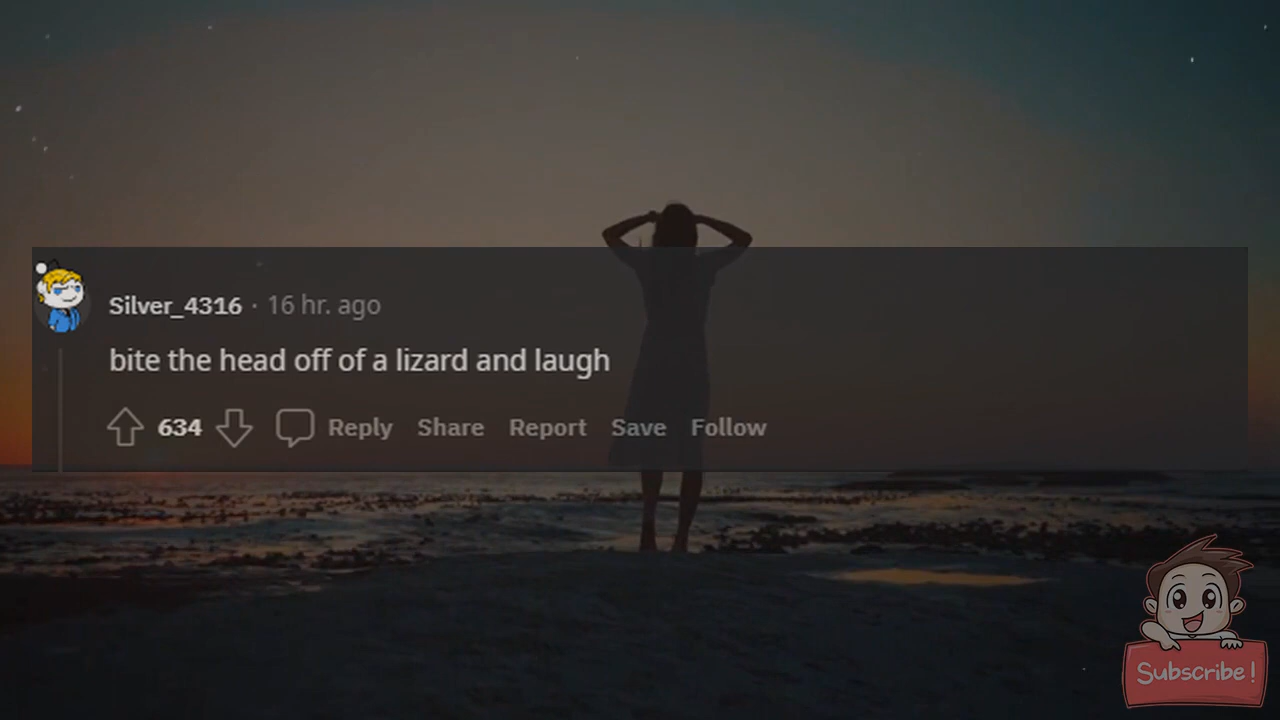 Silver_4316 · 16 hr. ago
bite the head off of a lizard and laugh
634 Reply Share Report Save Follow
Subscribe!